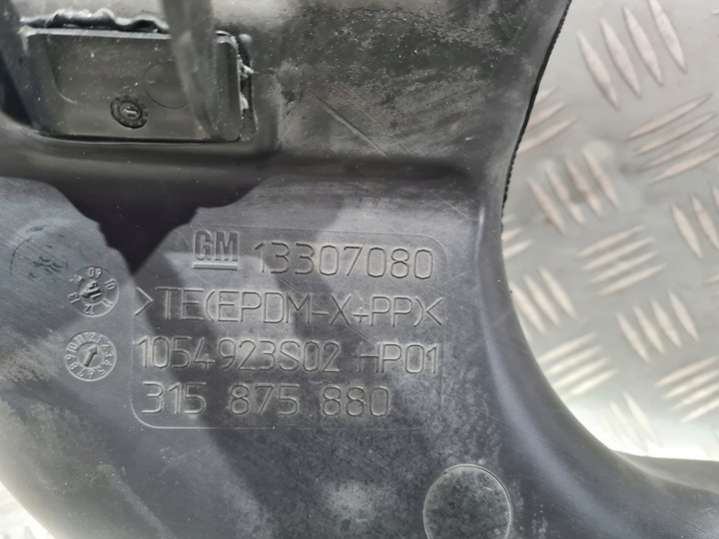 GM 13307080
>TE(EPDM-X+PP)<
1054923S02 HP01
315 875 880